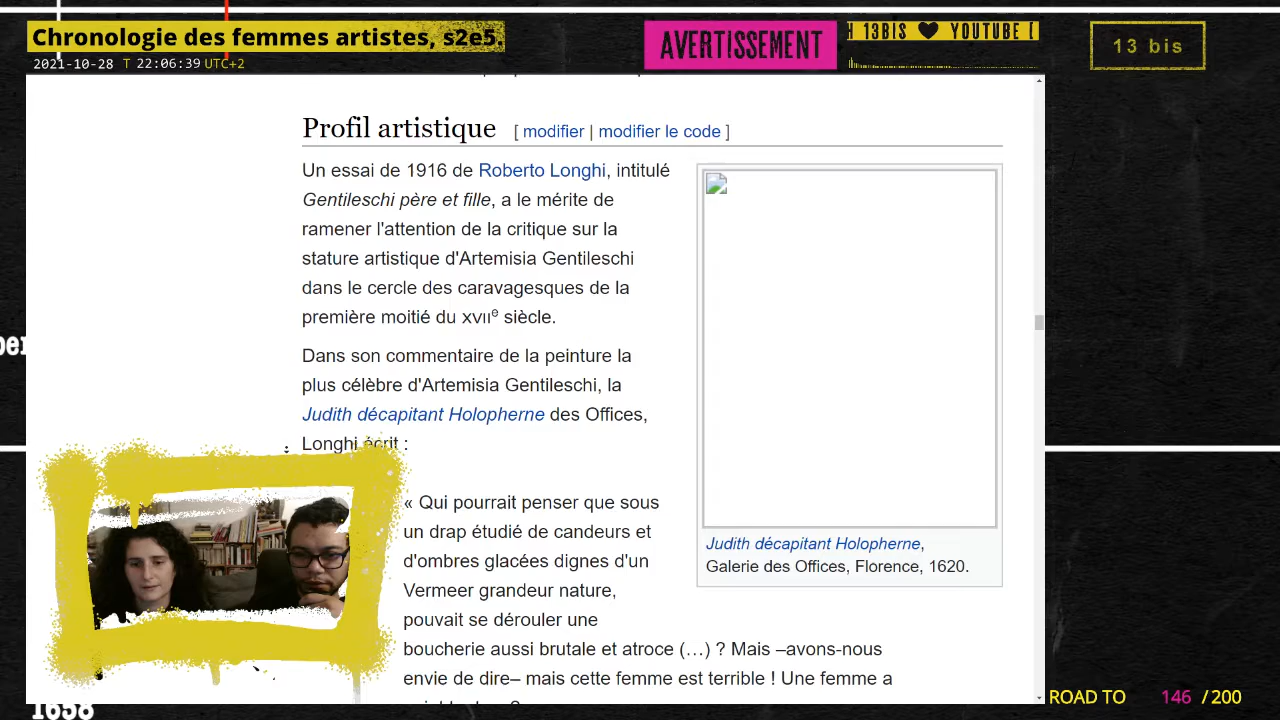 Chronologie des femmes artistes, s2e5
2021-10-28 T 22:06:39 UTC+2
AVERTISSEMENT
13BIS YOUTUBE
13 bis
Profil artistique [ modifier | modifier le code ]
Un essai de 1916 de Roberto Longhi, intitulé
Gentileschi père et fille, a le mérite de
ramener l'attention de la critique sur la
stature artistique d'Artemisia Gentileschi
dans le cercle des caravagesques de la
première moitié du XVIIe siècle.
Dans son commentaire de la peinture la
plus célèbre d'Artemisia Gentileschi, la
Judith décapitant Holopherne des Offices,
Longhi écrit :
« Qui pourrait penser que sous
un drap étudié de candeurs et
d'ombres glacées dignes d'un
Vermeer grandeur nature,
pouvait se dérouler une
boucherie aussi brutale et atroce (…) ? Mais –avons-nous
envie de dire– mais cette femme est terrible ! Une femme a
Judith décapitant Holopherne,
Galerie des Offices, Florence, 1620.
1658
ROAD TO 146 / 200